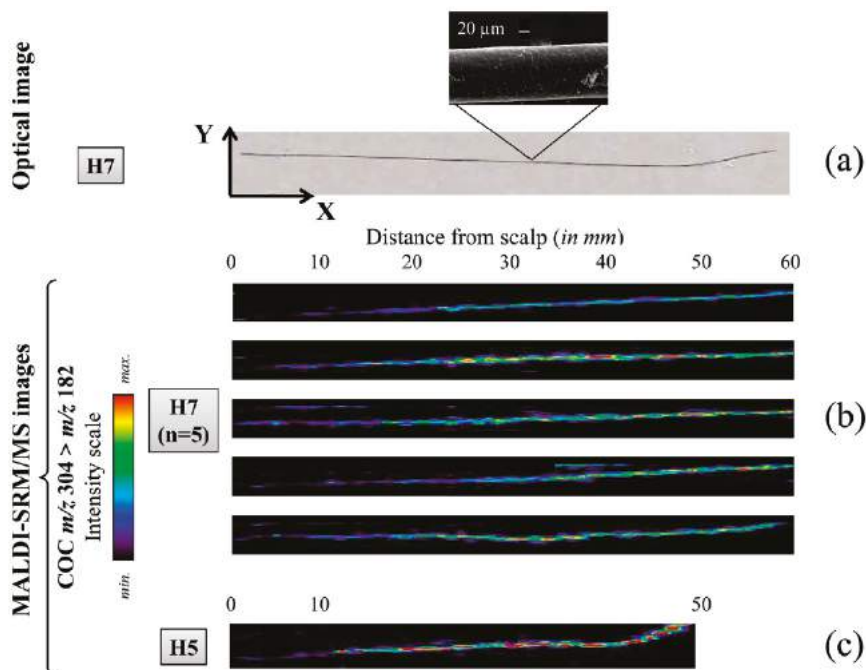 20 µm
Optical image
Y
H7
(a)
X
Distance from scalp (in mm)
0 10 20 30 40 50 60
MALDI-SRM/MS images
COC m/z 304 > m/z 182
Intensity scale
max.
min.
H7
(n=5)
(b)
0 10 50
H5
(c)